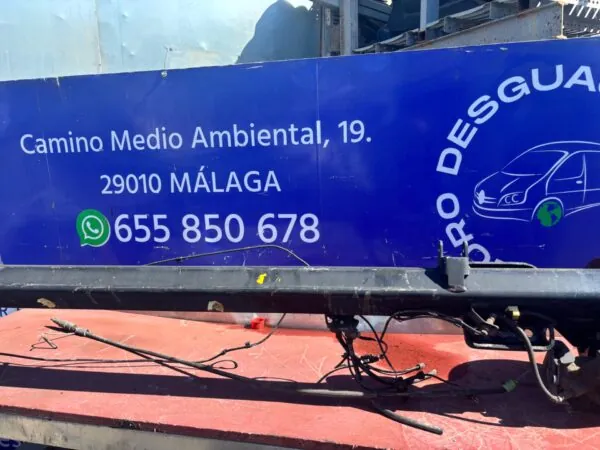 Camino Medio Ambiental, 19.
29010 MÁLAGA
655 850 678
DESGUA